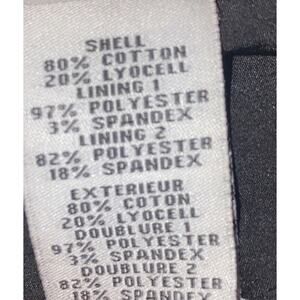 SHELL
80% COTTON
20% LYOCELL
LINING 1
97% POLYESTER
3% SPANDEX
LINING 2
82% POLYESTER
18% SPANDEX
EXTERIEUR
80% COTON
20% LYOCELL
DOUBLURE 1
97% POLYESTER
3% SPANDEX
DOUBLURE 2
82% POLYESTER
18% SPANDEX